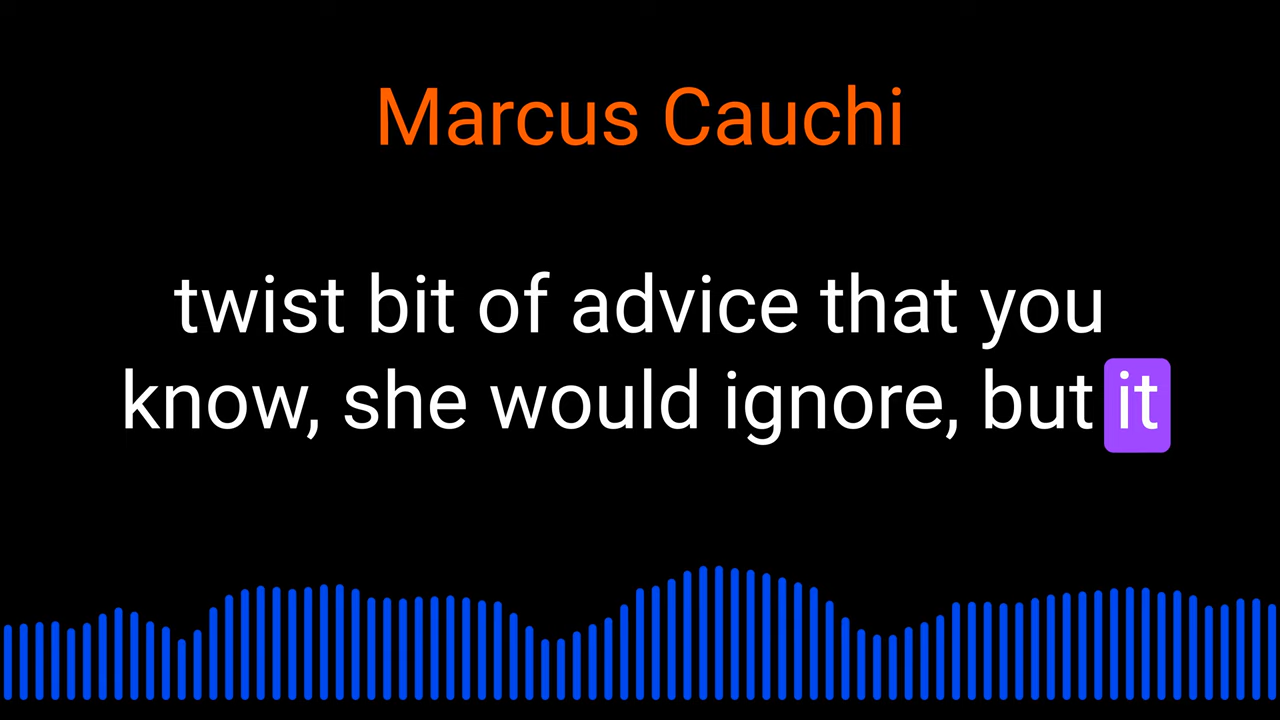 Marcus Cauchi
twist bit of advice that you
know, she would ignore, but it